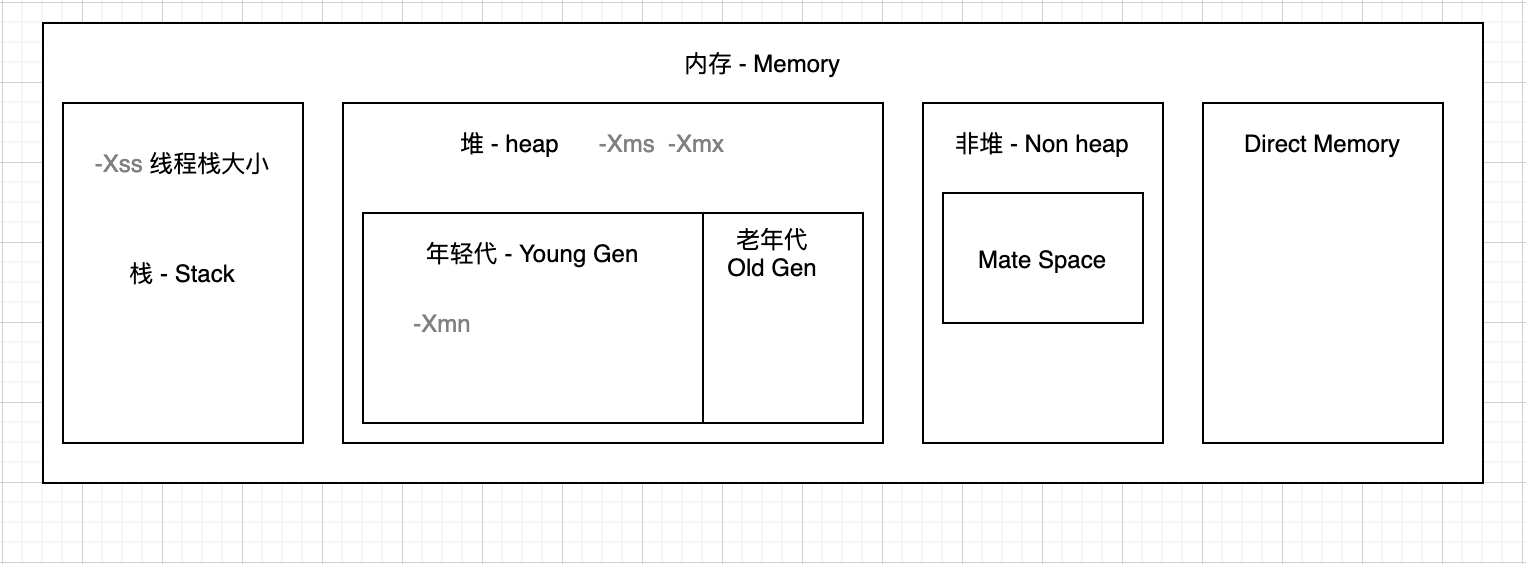 内存 - Memory
-Xss 线程栈大小
栈 - Stack
堆 - heap -Xms -Xmx
年轻代 - Young Gen
-Xmn
老年代
Old Gen
非堆 - Non heap
Mate Space
Direct Memory